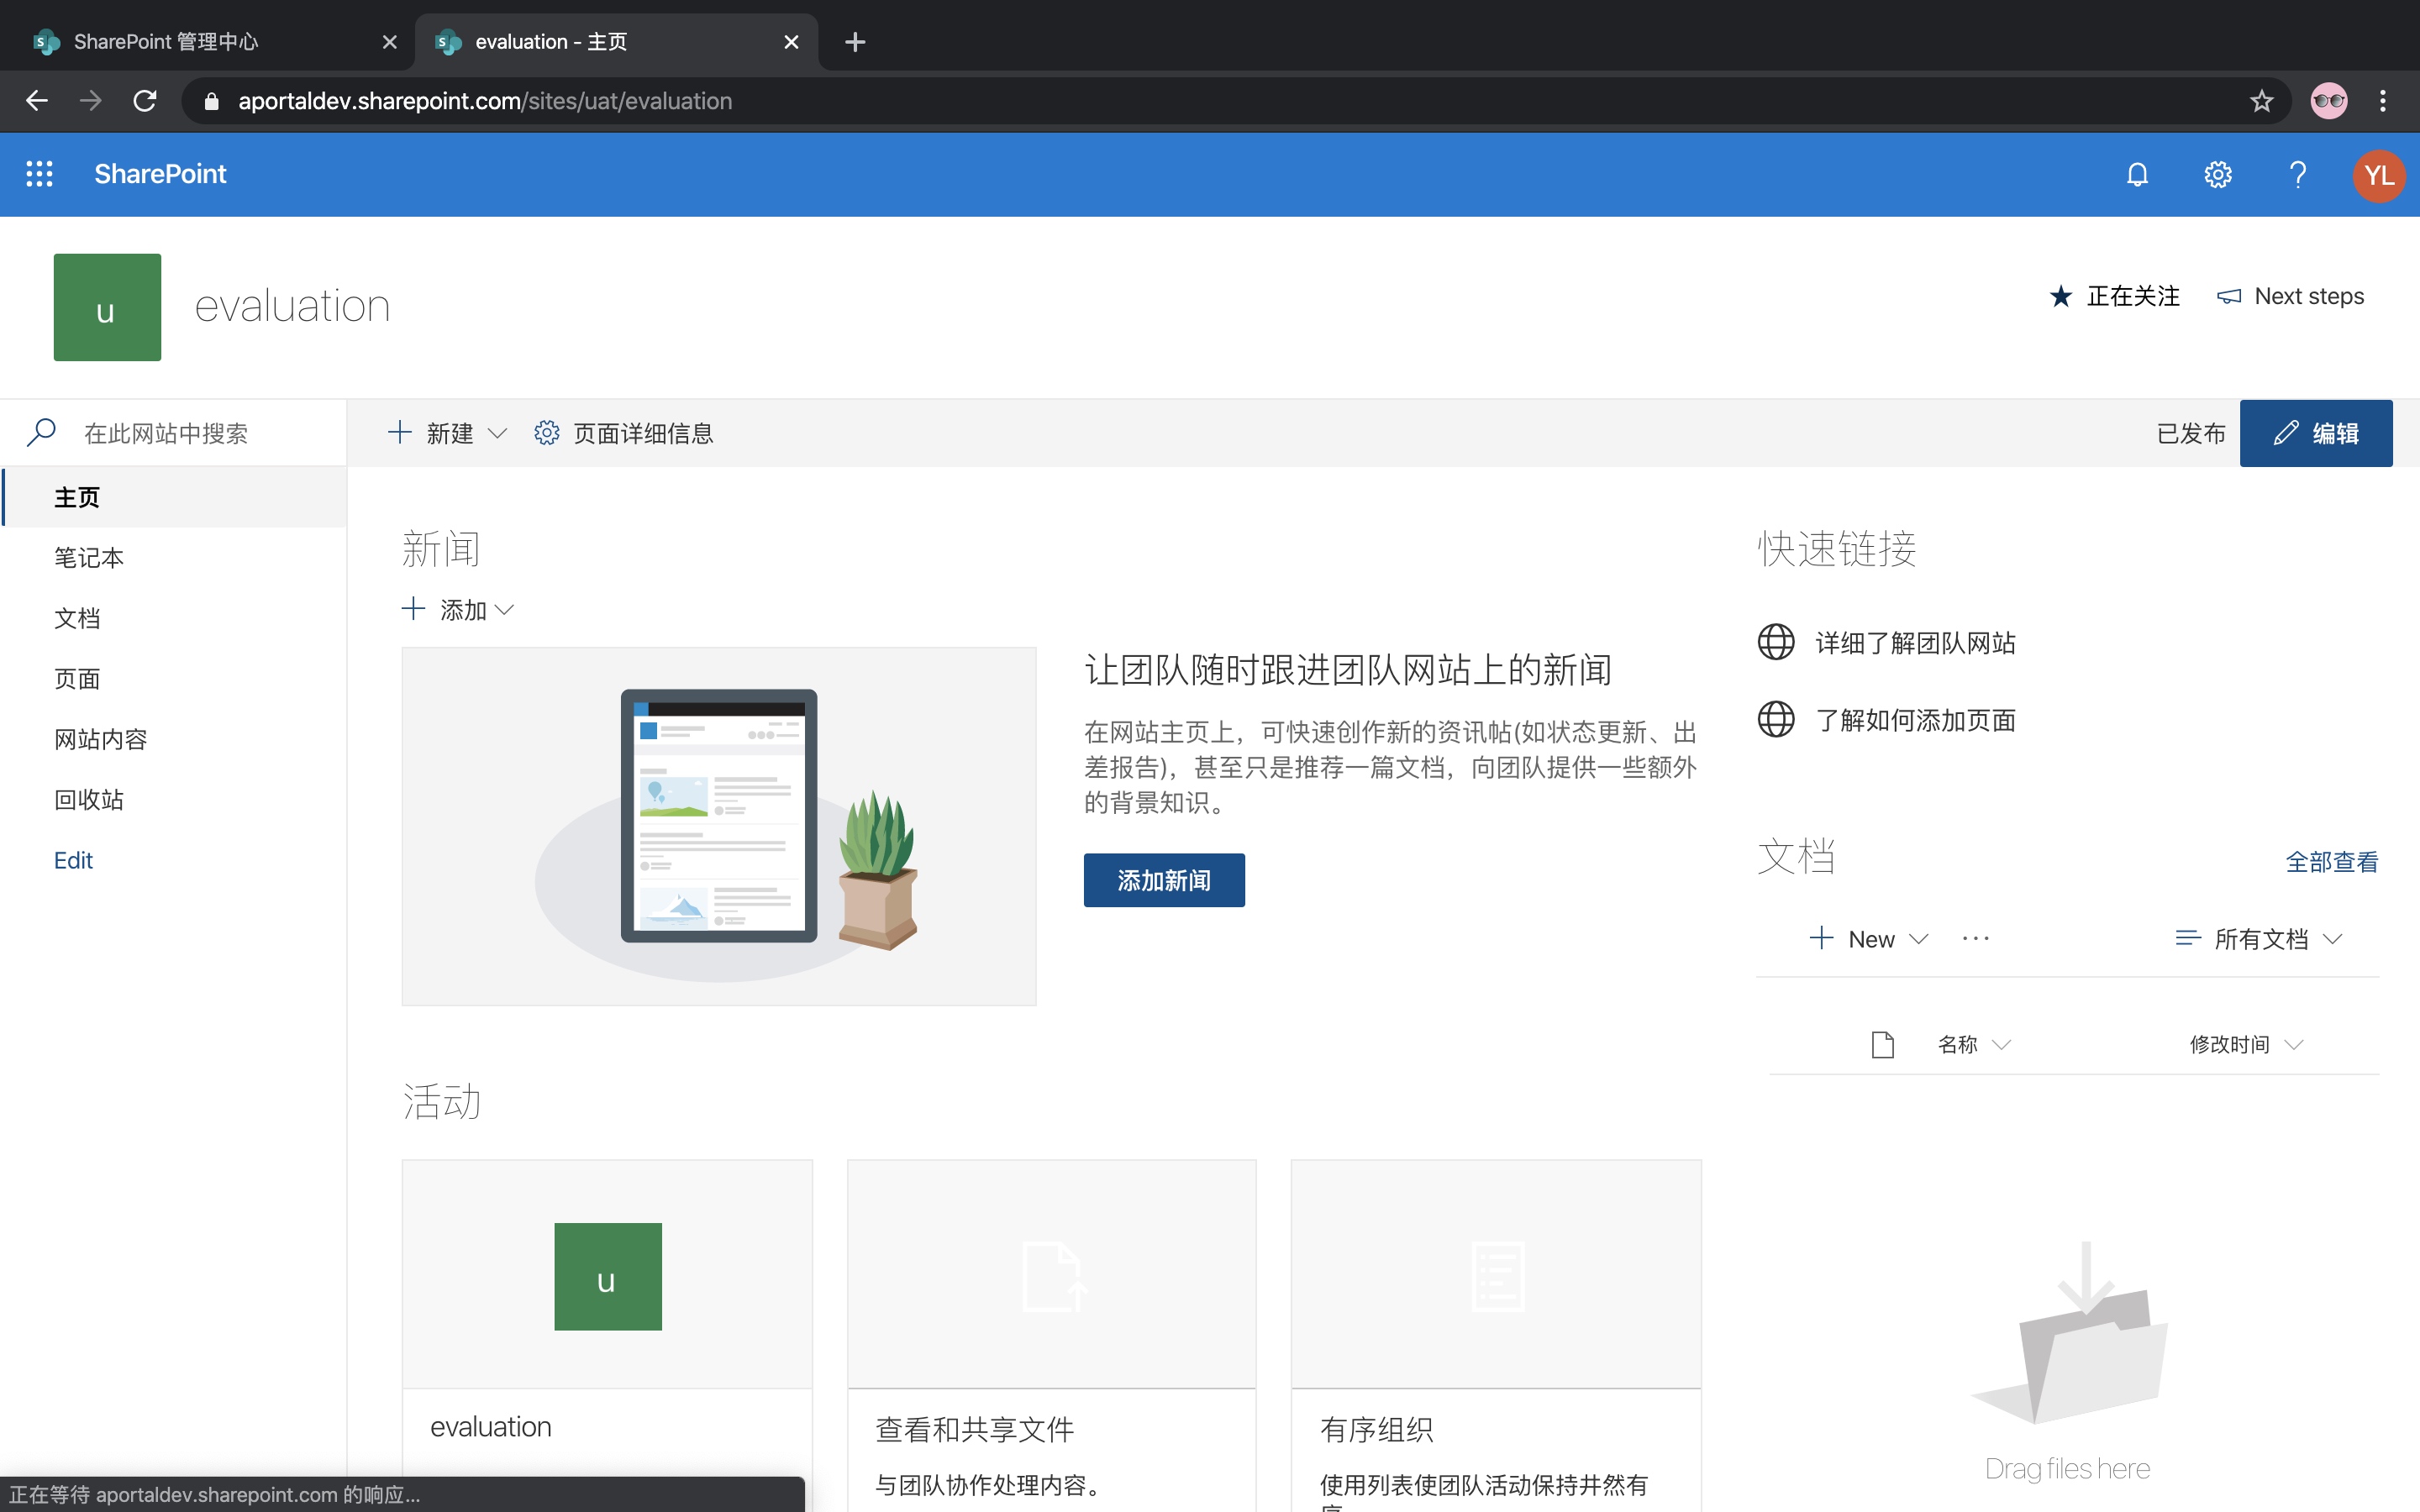 SharePoint 管理中心
evaluation - 主页
aportaldev.sharepoint.com/sites/uat/evaluation
SharePoint
YL
u
evaluation
正在关注
Next steps
在此网站中搜索
新建
页面详细信息
已发布
编辑
主页
笔记本
文档
页面
网站内容
回收站
Edit
新闻
添加
让团队随时跟进团队网站上的新闻
在网站主页上，可快速创作新的资讯帖(如状态更新、出
差报告)，甚至只是推荐一篇文档，向团队提供一些额外
的背景知识。
添加新闻
快速链接
详细了解团队网站
了解如何添加页面
文档
全部查看
New
所有文档
名称
修改时间
Drag files here
活动
u
evaluation
查看和共享文件
与团队协作处理内容。
有序组织
使用列表使团队活动保持井然有
正在等待 aportaldev.sharepoint.com 的响应...